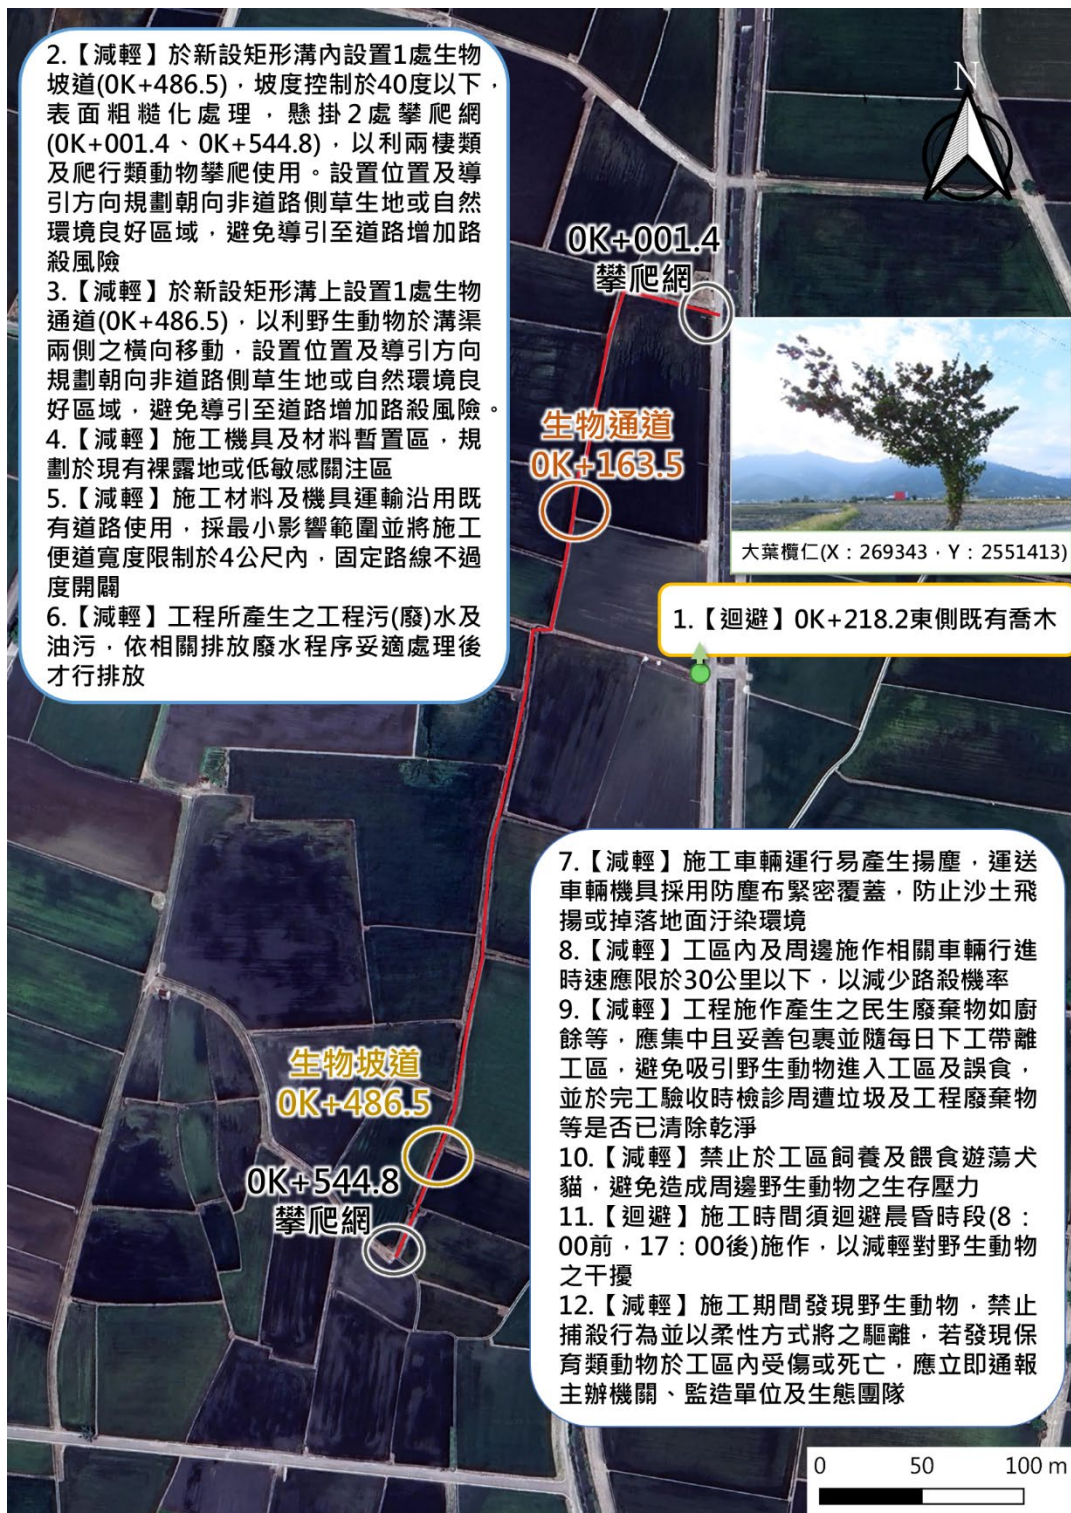 2.【減輕】於新設矩形溝內設置1處生物
坡道(0K+486.5)，坡度控制於40度以下，
表面粗糙化處理，懸掛2處攀爬網
(0K+001.4、0K+544.8)，以利兩棲類
及爬行類動物攀爬使用。設置位置及導
引方向規劃朝向非道路側草生地或自然
環境良好區域，避免導引至道路增加路
殺風險
3.【減輕】於新設矩形溝上設置1處生物
通道(0K+486.5)，以利野生動物於溝渠
兩側之橫向移動，設置位置及導引方向
規劃朝向非道路側草生地或自然環境良
好區域，避免導引至道路增加路殺風險。
4.【減輕】施工機具及材料暫置區，規
劃於現有裸露地或低敏感關注區
5.【減輕】施工材料及機具運輸沿用既
有道路使用，採最小影響範圍並將施工
便道寬度限制於4公尺內，固定路線不過
度開闢
6.【減輕】工程所產生之工程污(廢)水及
油污，依相關排放廢水程序妥適處理後
才行排放
N
0K+001.4
攀爬網
生物通道
0K+163.5
大葉欖仁(X：269343，Y：2551413)
1.【迴避】0K+218.2東側既有喬木
生物坡道
0K+486.5
0K+544.8
攀爬網
7.【減輕】施工車輛運行易產生揚塵，運送
車輛機具採用防塵布緊密覆蓋，防止沙土飛
揚或掉落地面汙染環境
8.【減輕】工區內及周邊施作相關車輛行進
時速應限於30公里以下，以減少路殺機率
9.【減輕】工程施作產生之民生廢棄物如廚
餘等，應集中且妥善包裹並隨每日下工帶離
工區，避免吸引野生動物進入工區及誤食，
並於完工驗收時檢診周遭垃圾及工程廢棄物
等是否已清除乾淨
10.【減輕】禁止於工區飼養及餵食遊蕩犬
貓，避免造成周邊野生動物之生存壓力
11.【迴避】施工時間須迴避晨昏時段(8：
00前，17：00後)施作，以減輕對野生動物
之干擾
12.【減輕】施工期間發現野生動物，禁止
捕殺行為並以柔性方式將之驅離，若發現保
育類動物於工區內受傷或死亡，應立即通報
主辦機關、監造單位及生態團隊
0 50 100 m